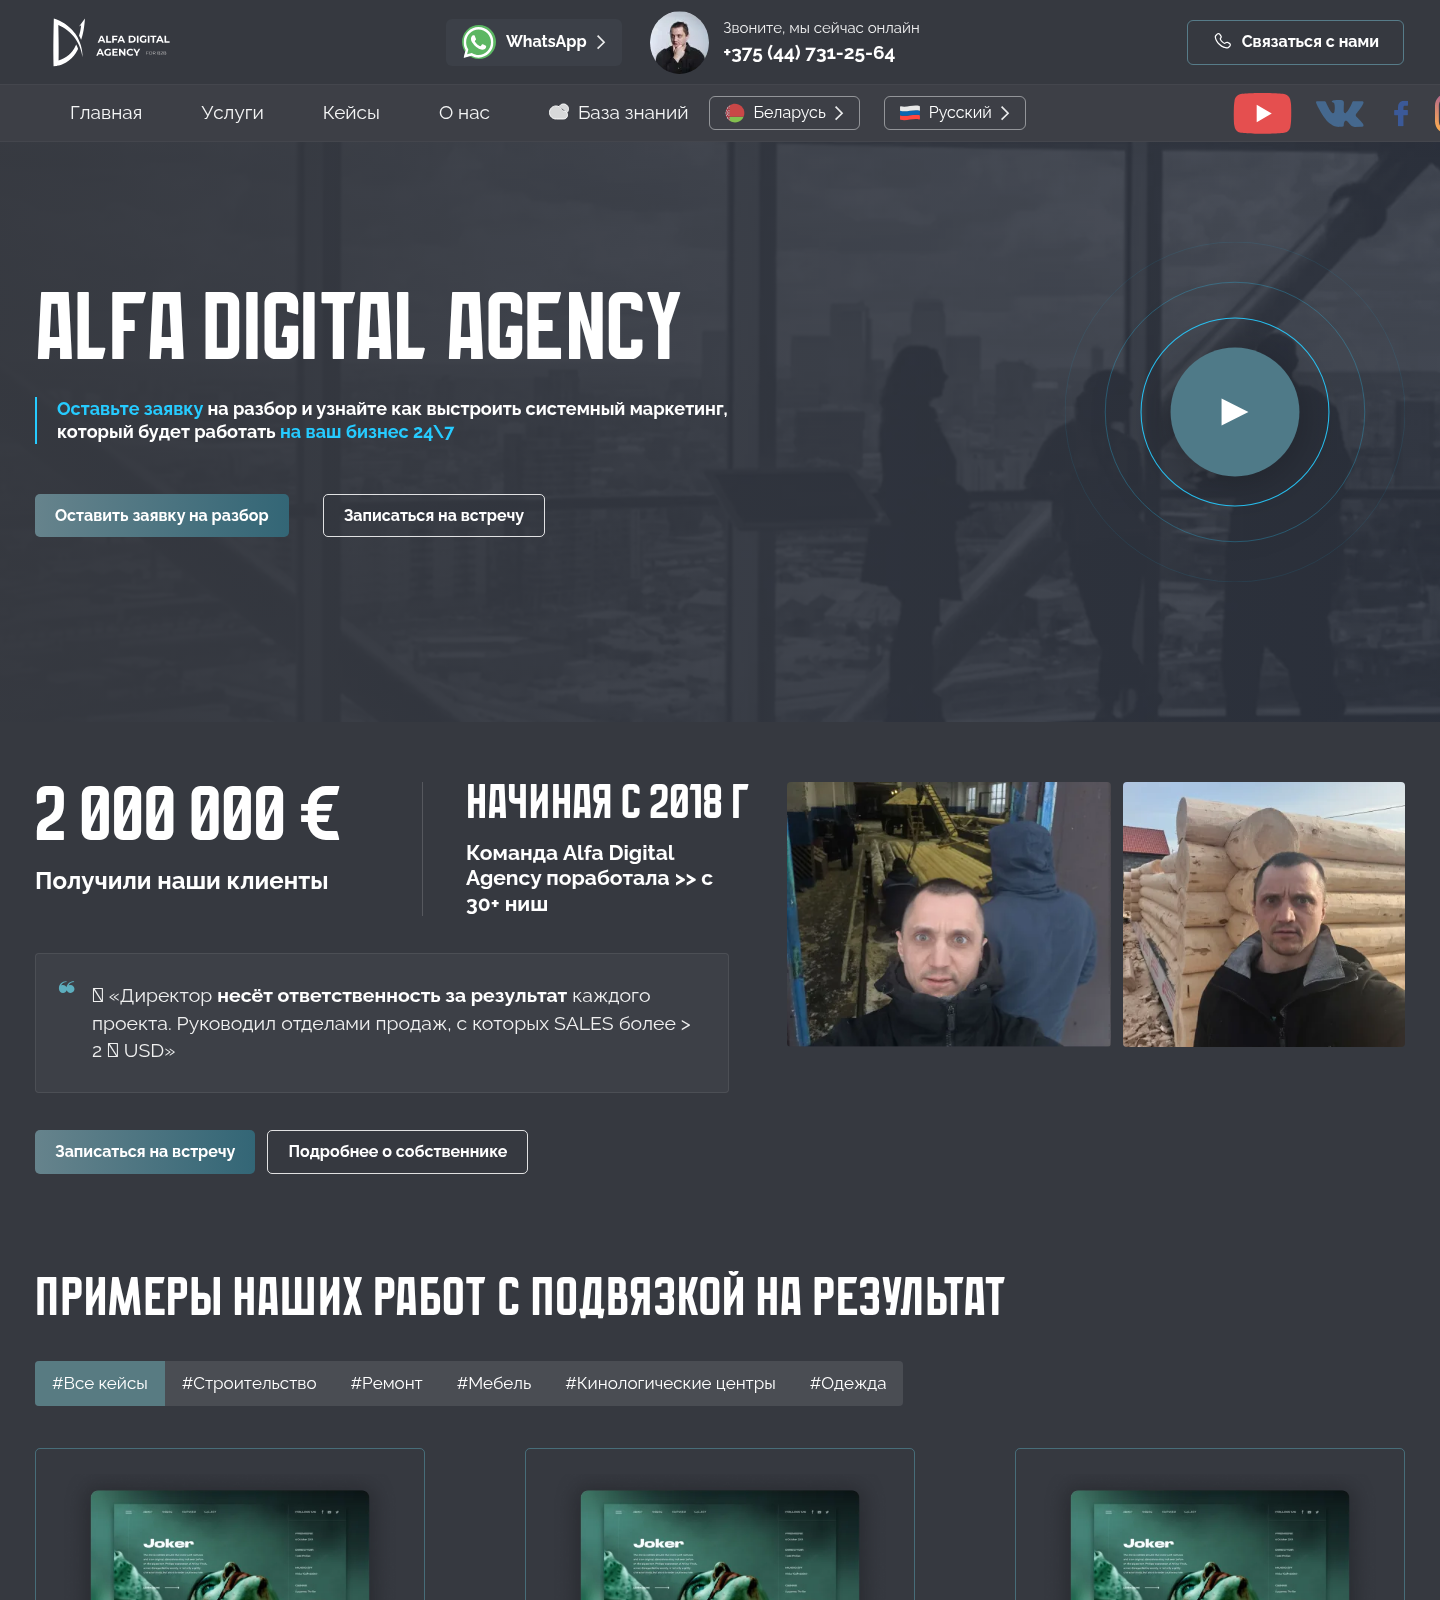 ALFA DIGITAL
AGENCY FOR B2B
WhatsApp
Звоните, мы сейчас онлайн
+375 (44) 731-25-64
Связаться с нами
Главная
Услуги
Кейсы
О нас
База знаний
Беларусь
Русский
ALFA DIGITAL AGENCY
Оставьте заявку на разбор и узнайте как выстроить системный маркетинг,
который будет работать на ваш бизнес 24\7
Оставить заявку на разбор
Записаться на встречу
2 000 000 €
Получили наши клиенты
НАЧИНАЯ С 2018 Г
Команда Alfa Digital
Agency поработала >> с
30+ ниш
«Директор несёт ответственность за результат каждого
проекта. Руководил отделами продаж, с которых SALES более >
2 USD»
Записаться на встречу
Подробнее о собственнике
ПРИМЕРЫ НАШИХ РАБОТ С ПОДВЯЗКОЙ НА РЕЗУЛЬТАТ
#Все кейсы
#Строительство
#Ремонт
#Мебель
#Кинологические центры
#Одежда
Joker
Joker
Joker